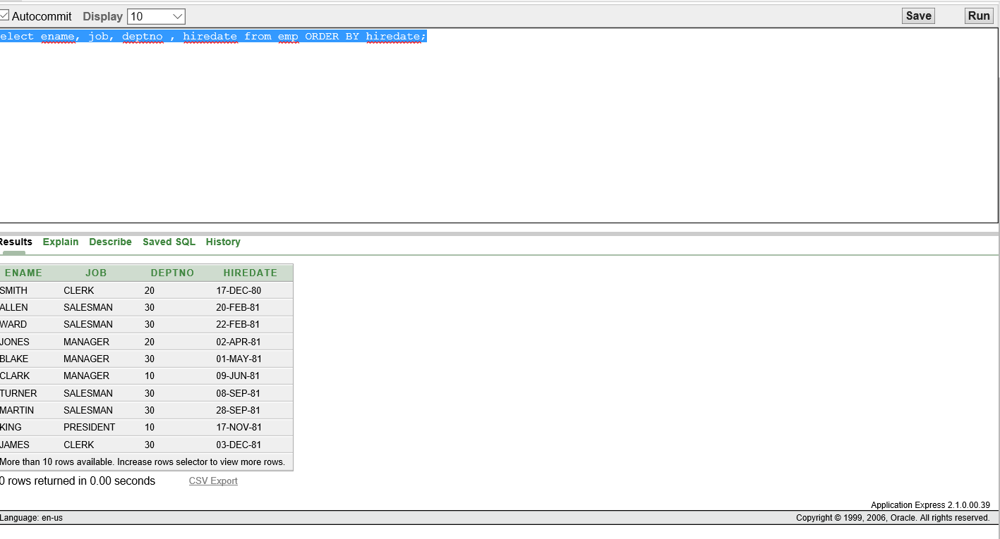 Autocommit Display 10 Save Run
elect ename, job, deptno , hiredate from emp ORDER BY hiredate;
Results Explain Describe Saved SQL History
ENAME JOB DEPTNO HIREDATE
SMITH CLERK 20 17-DEC-80
ALLEN SALESMAN 30 20-FEB-81
WARD SALESMAN 30 22-FEB-81
JONES MANAGER 20 02-APR-81
BLAKE MANAGER 30 01-MAY-81
CLARK MANAGER 10 09-JUN-81
TURNER SALESMAN 30 08-SEP-81
MARTIN SALESMAN 30 28-SEP-81
KING PRESIDENT 10 17-NOV-81
JAMES CLERK 30 03-DEC-81
More than 10 rows available. Increase rows selector to view more rows.
0 rows returned in 0.00 seconds CSV Export
Application Express 2.1.0.00.39
Language: en-us Copyright © 1999, 2006, Oracle. All rights reserved.